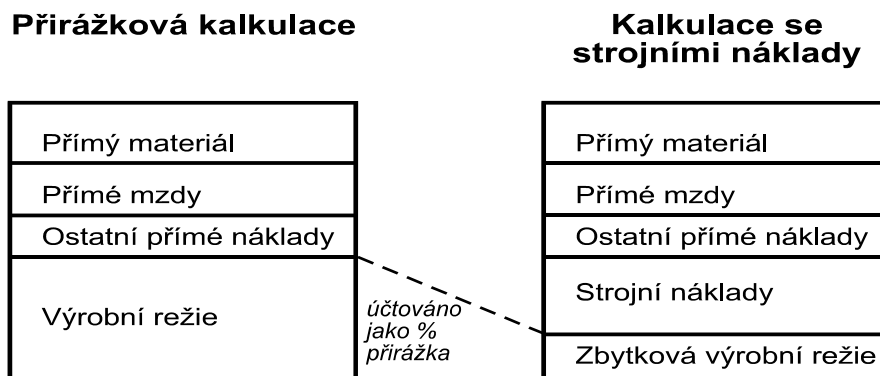 Přirážková kalkulace
Přímý materiál
Přímé mzdy
Ostatní přímé náklady
Výrobní režie
účtováno
jako %
přirážka
Kalkulace se
strojními náklady
Přímý materiál
Přímé mzdy
Ostatní přímé náklady
Strojní náklady
Zbytková výrobní režie